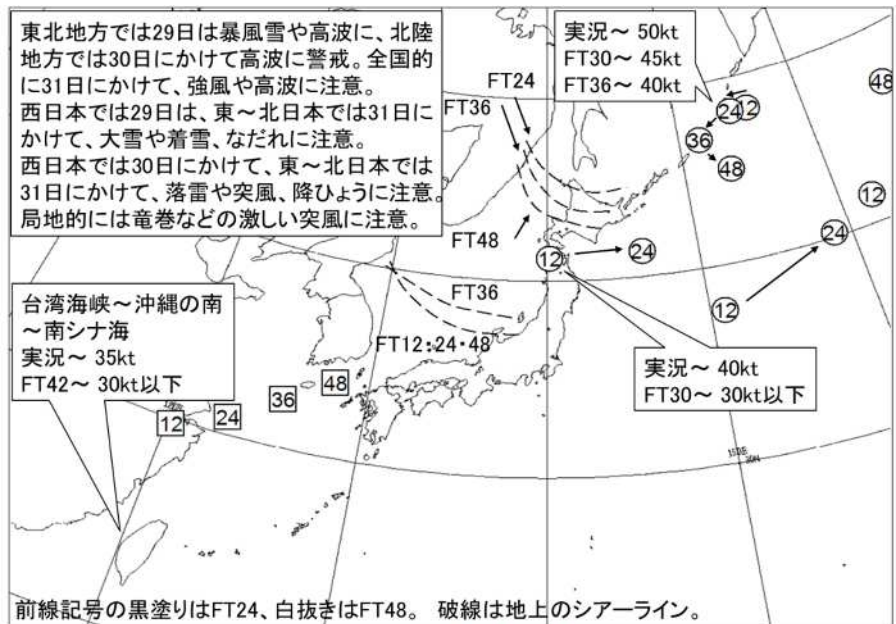 東北地方では29日は暴風雪や高波に、北陸
地方では30日にかけて高波に警戒。全国的
に31日にかけて、強風や高波に注意。
西日本では29日は、東～北日本では31日に
かけて、大雪や着雪、なだれに注意。
西日本では30日にかけて、東～北日本では
31日にかけて、落雷や突風、降ひょうに注意。
局地的には竜巻などの激しい突風に注意。
実況～ 50kt
FT30～ 45kt
FT36～ 40kt
FT24
FT36
FT48
48
24
12
36
48
12
24
12
12
24
FT36
FT12:24・48
台湾海峡～沖縄の南
～南シナ海
実況～ 35kt
FT42～ 30kt以下
実況～ 40kt
FT30～ 30kt以下
12
24
36
48
150E
30N
前線記号の黒塗りはFT24、白抜きはFT48。 破線は地上のシアーライン。